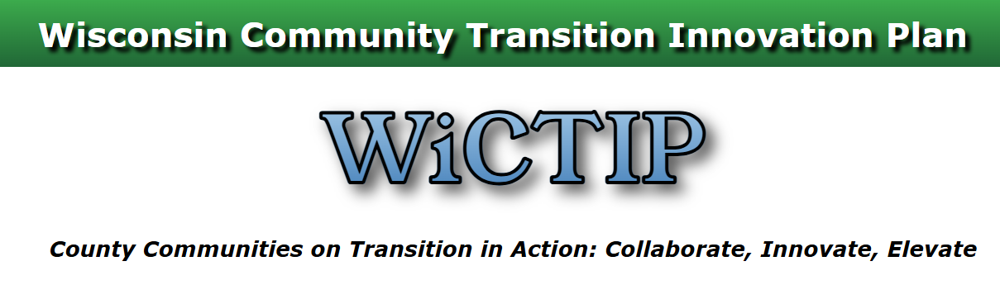 Wisconsin Community Transition Innovation Plan
WiCTIP
County Communities on Transition in Action: Collaborate, Innovate, Elevate